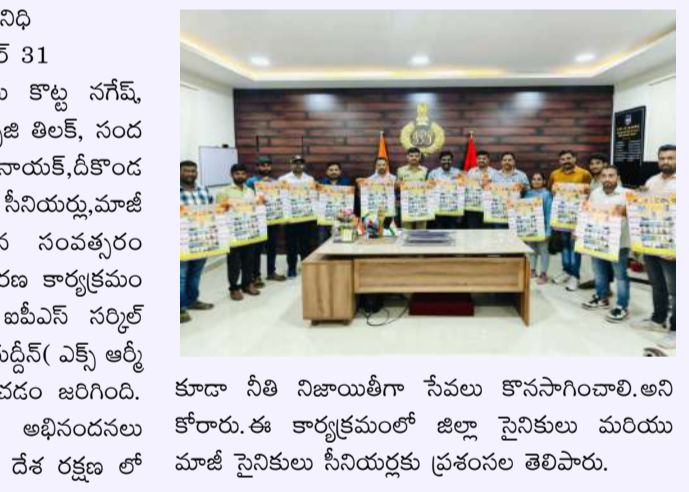 నిధి
ర్ 31
కొట్ట నగేష్,
జి తిలక్, సంద
నాయక్,దీకొండ
సీనియర్లు,మాజీ
న సంవత్సరం
రణ కార్యక్రమం
ఐపీఎస్ సర్కిల్
ముద్దీన్( ఎక్స్ ఆర్మీ
చడం జరిగింది.
అభినందనలు
దేశ రక్షణ లో
కూడా నీతి నిజాయితీగా సేవలు కొనసాగించాలి.అని
కోరారు.ఈ కార్యక్రమంలో జిల్లా సైనికులు మరియు
మాజీ సైనికులు సీనియర్లకు ప్రశంసల తెలిపారు.